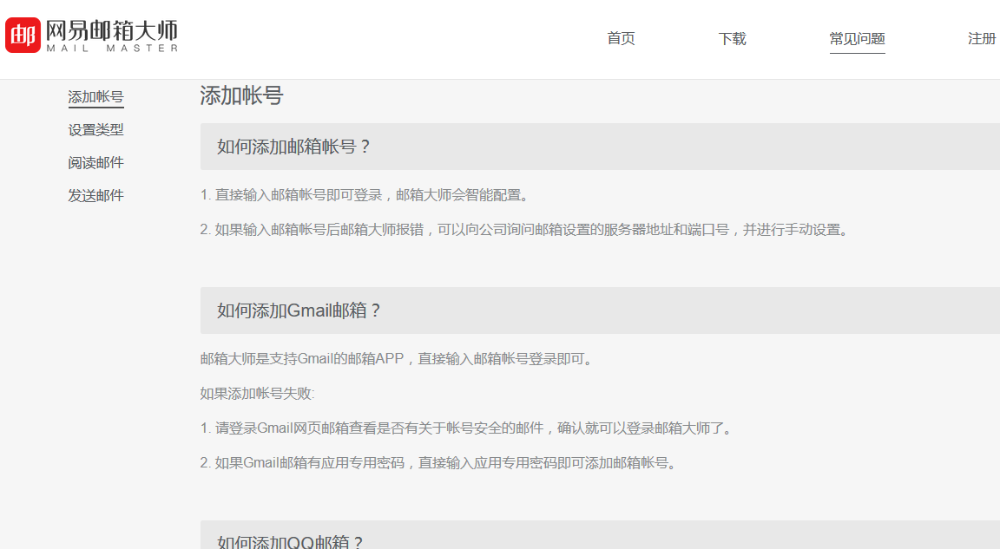 邮 网易邮箱大师
MAIL MASTER
首页 下载 常见问题 注册
添加帐号
设置类型
阅读邮件
发送邮件
添加帐号
如何添加邮箱帐号？
1. 直接输入邮箱帐号即可登录，邮箱大师会智能配置。
2. 如果输入邮箱帐号后邮箱大师报错，可以向公司询问邮箱设置的服务器地址和端口号，并进行手动设置。
如何添加Gmail邮箱？
邮箱大师是支持Gmail的邮箱APP，直接输入邮箱帐号登录即可。
如果添加帐号失败:
1. 请登录Gmail网页邮箱查看是否有关于帐号安全的邮件，确认就可以登录邮箱大师了。
2. 如果Gmail邮箱有应用专用密码，直接输入应用专用密码即可添加邮箱帐号。
如何添加QQ邮箱？